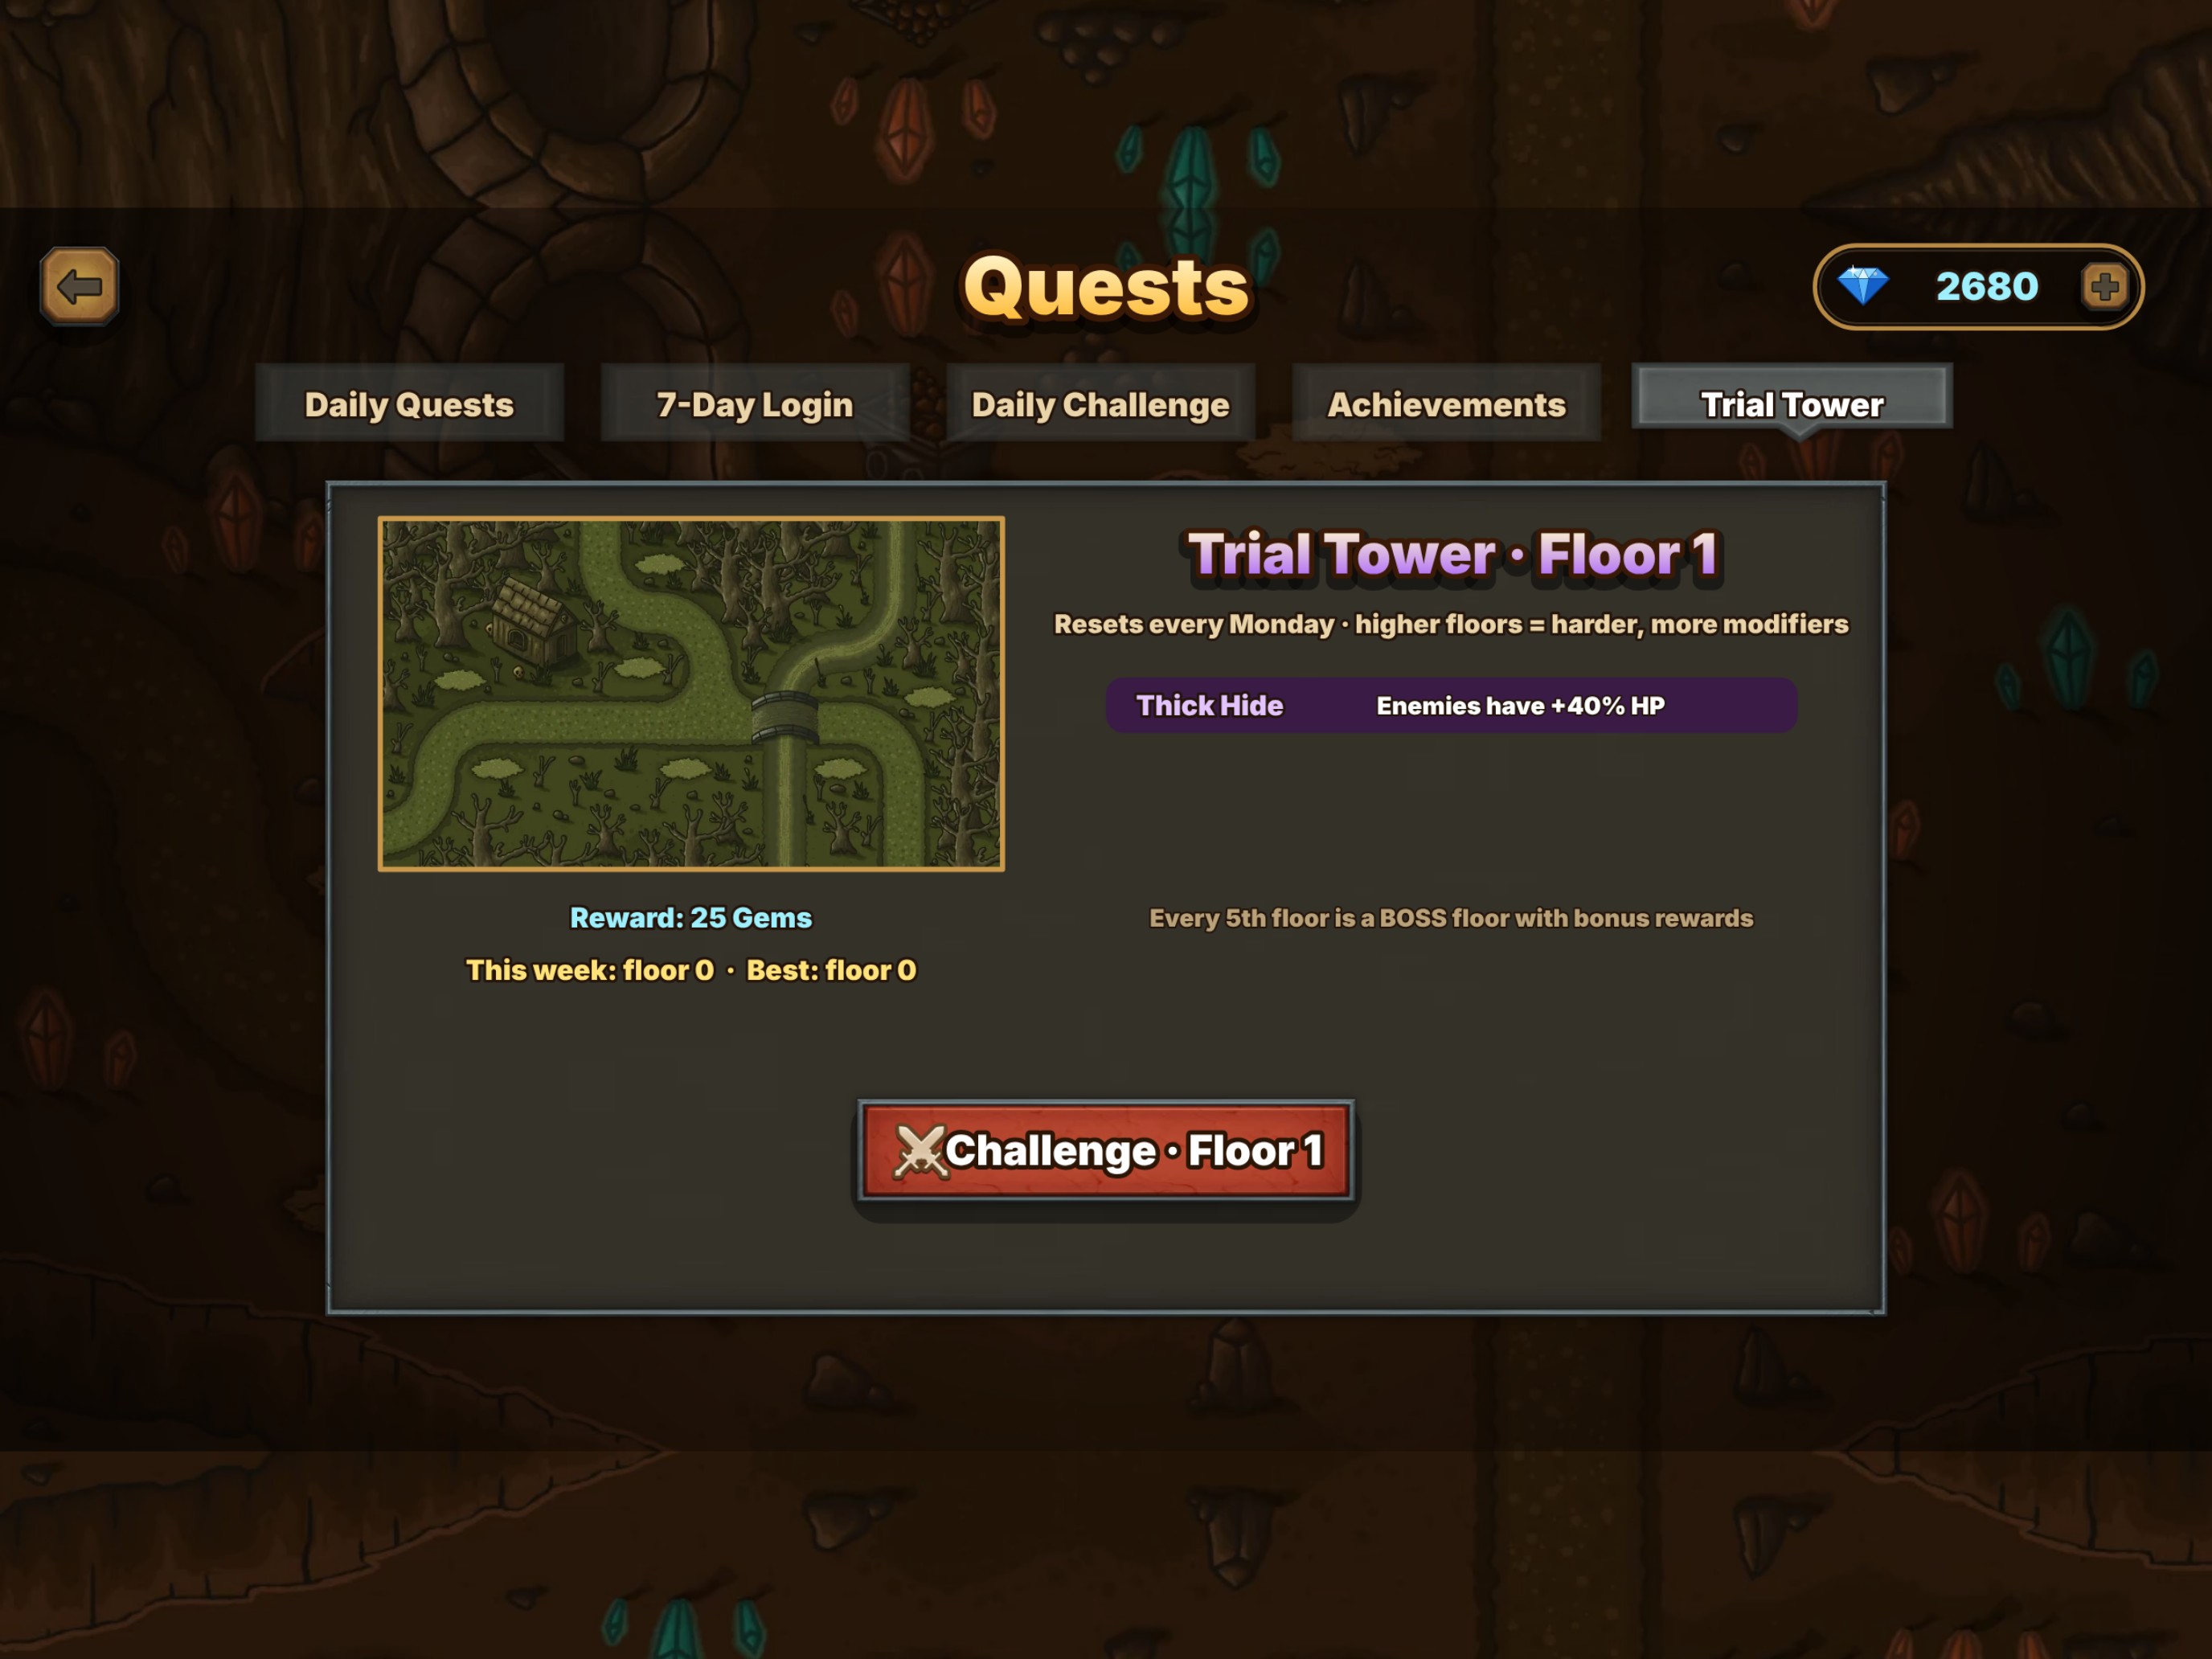 Quests
2680
Daily Quests
7-Day Login
Daily Challenge
Achievements
Trial Tower
Trial Tower · Floor 1
Resets every Monday · higher floors = harder, more modifiers
Thick Hide
Enemies have +40% HP
Reward: 25 Gems
This week: floor 0 · Best: floor 0
Every 5th floor is a BOSS floor with bonus rewards
Challenge · Floor 1